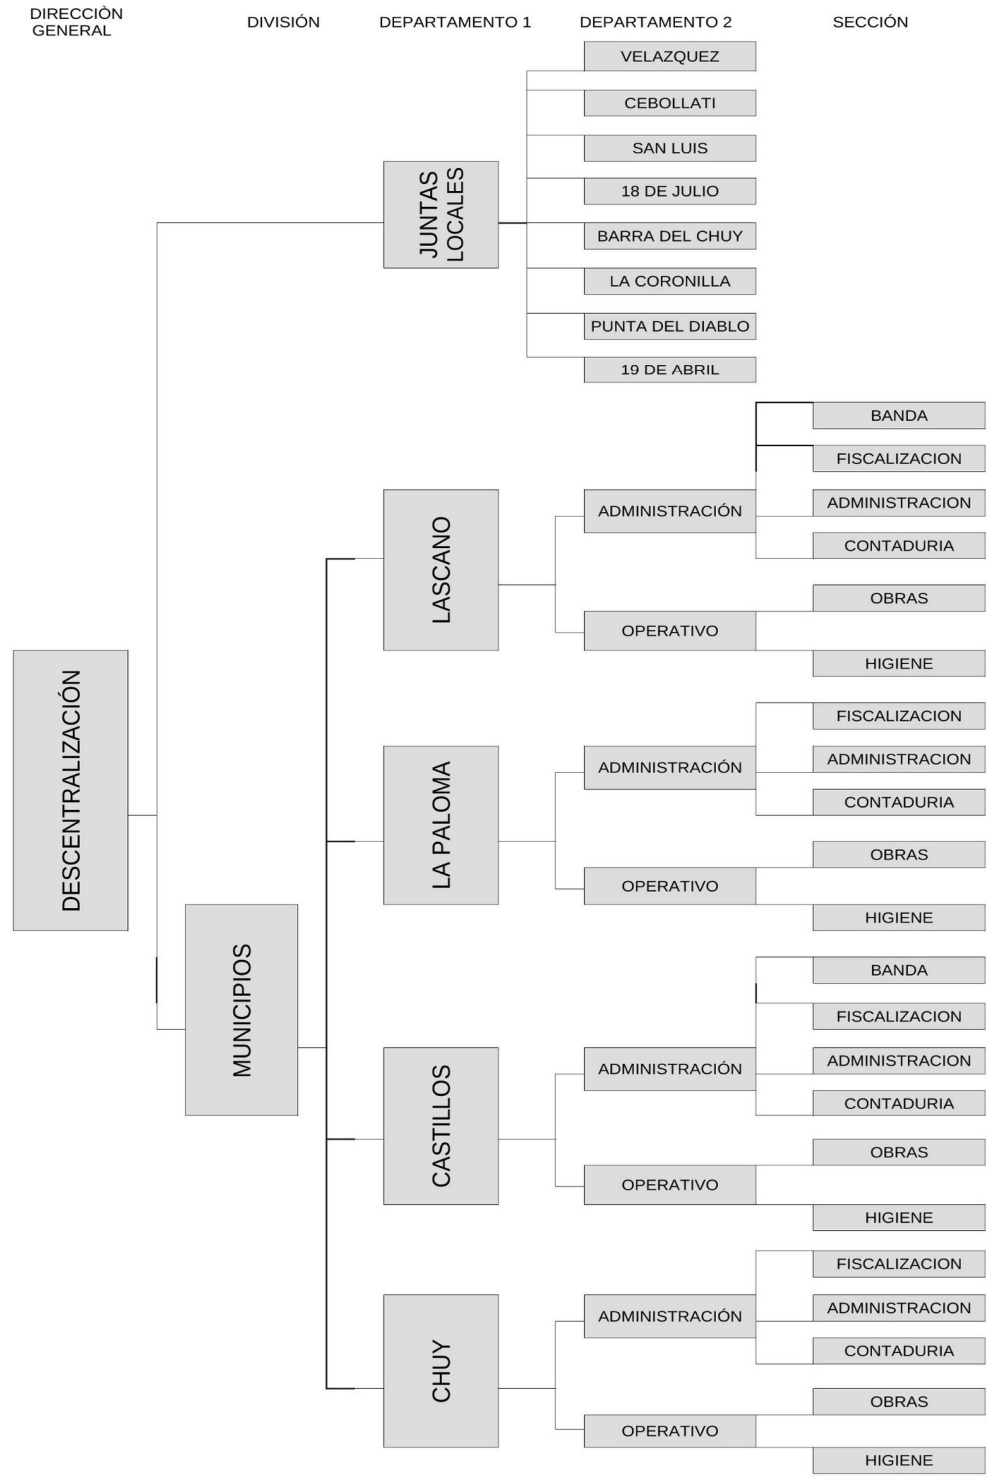 DIRECCIÒN
GENERAL
DIVISIÓN
DEPARTAMENTO 1
DEPARTAMENTO 2
SECCIÓN
VELAZQUEZ
CEBOLLATI
SAN LUIS
18 DE JULIO
BARRA DEL CHUY
LA CORONILLA
PUNTA DEL DIABLO
19 DE ABRIL
JUNTAS
LOCALES
DESCENTRALIZACIÓN
MUNICIPIOS
LASCANO
ADMINISTRACIÓN
BANDA
FISCALIZACION
ADMINISTRACION
CONTADURIA
OPERATIVO
OBRAS
HIGIENE
LA PALOMA
ADMINISTRACIÓN
FISCALIZACION
ADMINISTRACION
CONTADURIA
OPERATIVO
OBRAS
HIGIENE
CASTILLOS
ADMINISTRACIÓN
BANDA
FISCALIZACION
ADMINISTRACION
CONTADURIA
OPERATIVO
OBRAS
HIGIENE
CHUY
ADMINISTRACIÓN
FISCALIZACION
ADMINISTRACION
CONTADURIA
OPERATIVO
OBRAS
HIGIENE